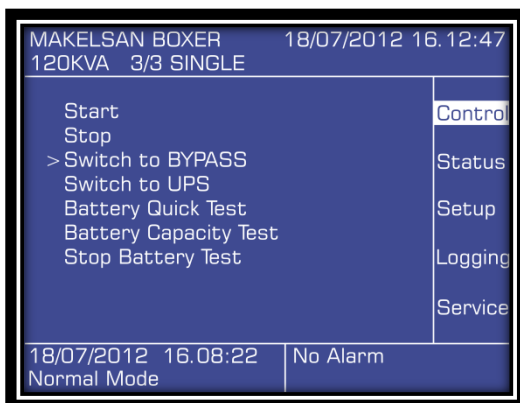 MAKELSAN BOXER 18/07/2012 16.12:47
120KVA 3/3 SINGLE
Start
Stop
> Switch to BYPASS
Switch to UPS
Battery Quick Test
Battery Capacity Test
Stop Battery Test
Control
Status
Setup
Logging
Service
18/07/2012 16.08:22 No Alarm
Normal Mode